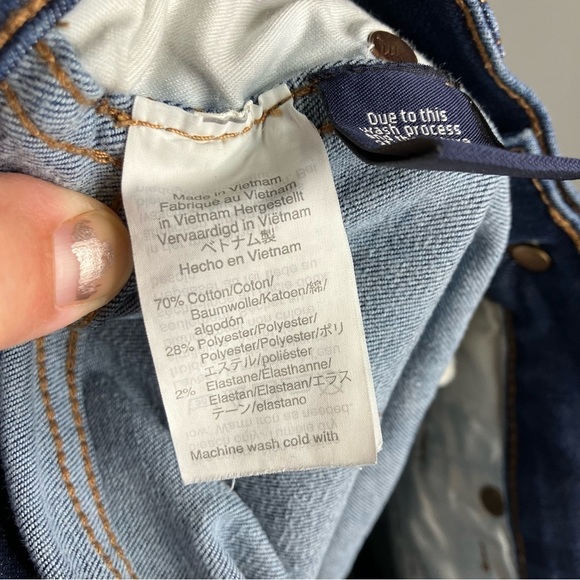 Due to this
wash process
Made in Vietnam
Fabriqué au Vietnam
in Vietnam Hergestellt
Vervaardigd in Viëtnam
ベトナム製
Hecho en Vietnam
70% Cotton/Coton/
Baumwolle/Katoen/綿/
algodón
28% Polyester/Polyester/
Polyester/Polyester/ポリ
エステル/poliéster
2% Elastane/Elasthanne/
Elastan/Elastaan/エラス
テーン/elastano
Machine wash cold with